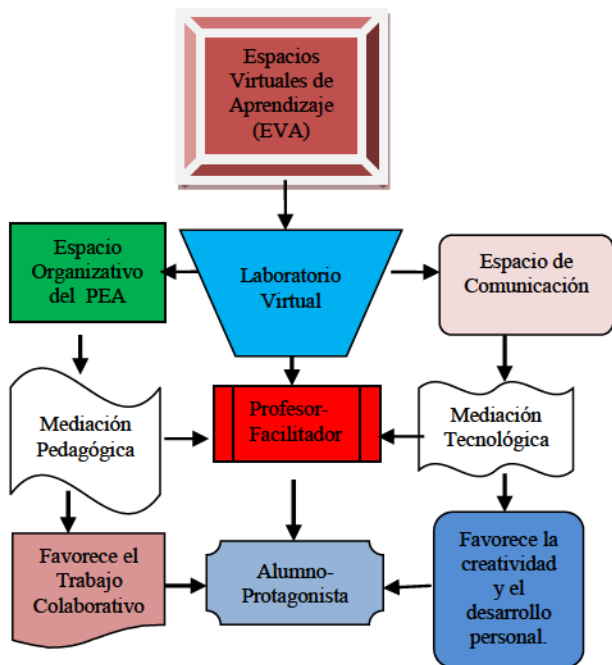 Espacios
Virtuales de
Aprendizaje
(EVA)
Espacio
Organizativo
del PEA
Laboratorio
Virtual
Espacio de
Comunicación
Mediación
Pedagógica
Profesor-
Facilitador
Mediación
Tecnológica
Favorece el
Trabajo
Colaborativo
Alumno-
Protagonista
Favorece la
creatividad
y el
desarrollo
personal.